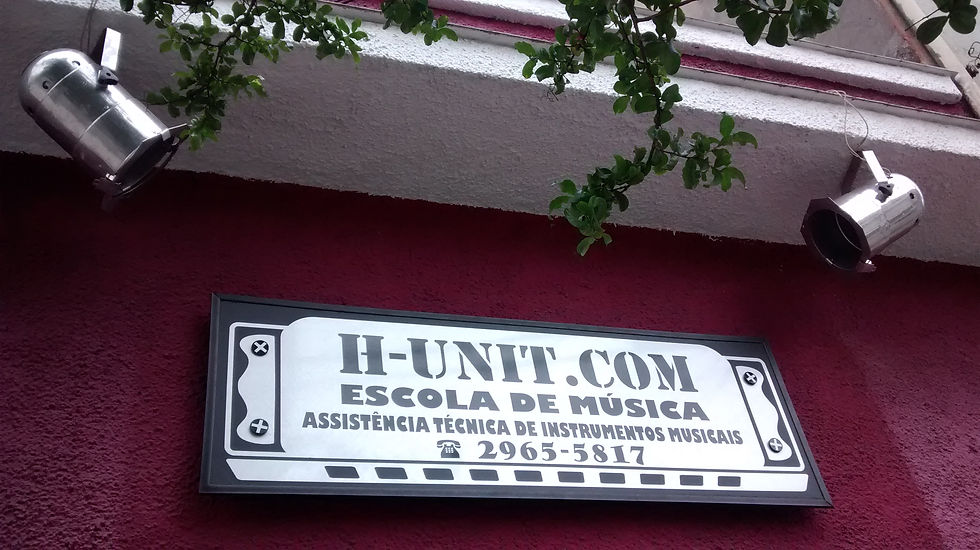 H-UNIT.COM
ESCOLA DE MÚSICA
ASSISTÊNCIA TÉCNICA DE INSTRUMENTOS MUSICAIS
☎ 2965-5817